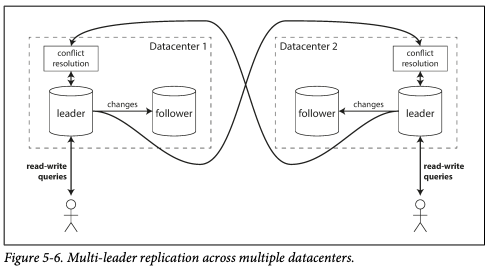 Datacenter 1
Datacenter 2
conflict
resolution
conflict
resolution
leader
changes
follower
follower
changes
leader
read-write
queries
read-write
queries
Figure 5-6. Multi-leader replication across multiple datacenters.